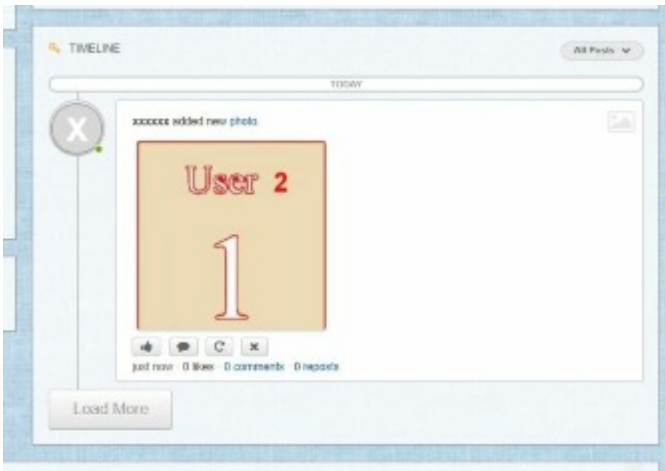 TIMELINE
All Posts
TODAY
X
xxxxxx added new photo
User 2
1
just now · 0 likes · 0 comments · 0 reposts
Load More